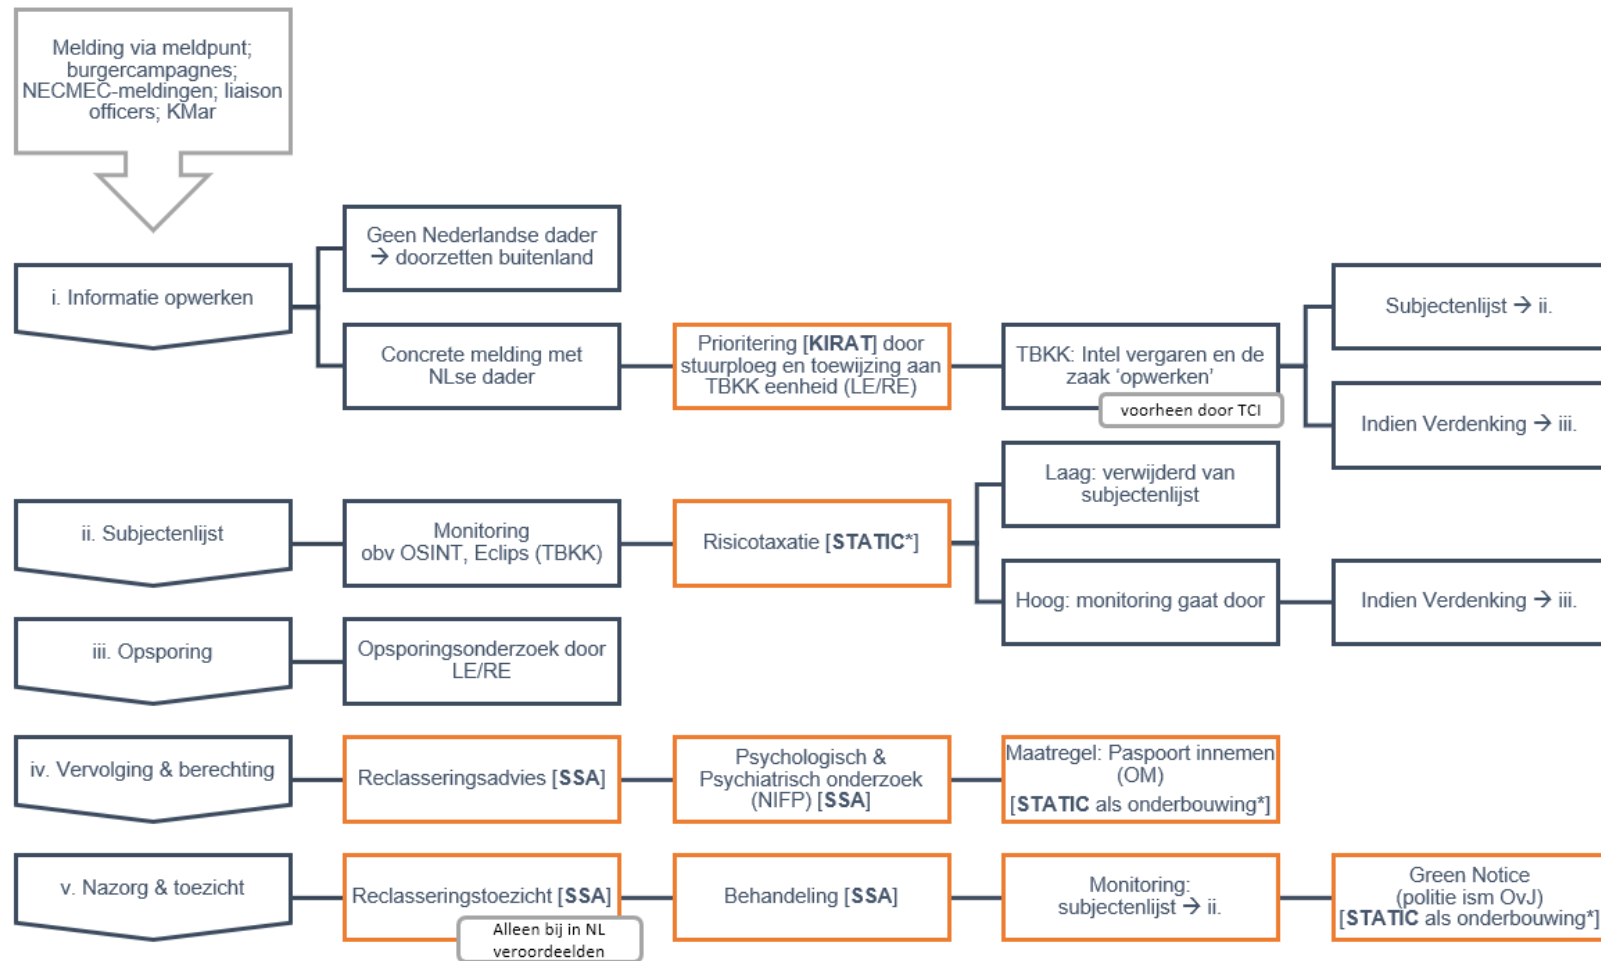 Melding via meldpunt;
burgercampagnes;
NECMEC-meldingen; liaison
officers; KMar
i. Informatie opwerken
Geen Nederlandse dader
→ doorzetten buitenland
Concrete melding met
NLse dader
Prioritering [KIRAT] door
stuurploeg en toewijzing aan
TBKK eenheid (LE/RE)
TBKK: Intel vergaren en de
zaak ‘opwerken’
voorheen door TCI
Subjectenlijst → ii.
Indien Verdenking → iii.
ii. Subjectenlijst
Monitoring
obv OSINT, Eclips (TBKK)
Risicotaxatie [STATIC*]
Laag: verwijderd van
subjectenlijst
Hoog: monitoring gaat door
Indien Verdenking → iii.
iii. Opsporing
Opsporingsonderzoek door
LE/RE
iv. Vervolging & berechting
Reclasseringsadvies [SSA]
Psychologisch &
Psychiatrisch onderzoek
(NIFP) [SSA]
Maatregel: Paspoort innemen
(OM)
[STATIC als onderbouwing*]
v. Nazorg & toezicht
Reclasseringstoezicht [SSA]
Alleen bij in NL
veroordeelden
Behandeling [SSA]
Monitoring:
subjectenlijst → ii.
Green Notice
(politie ism OvJ)
[STATIC als onderbouwing*]